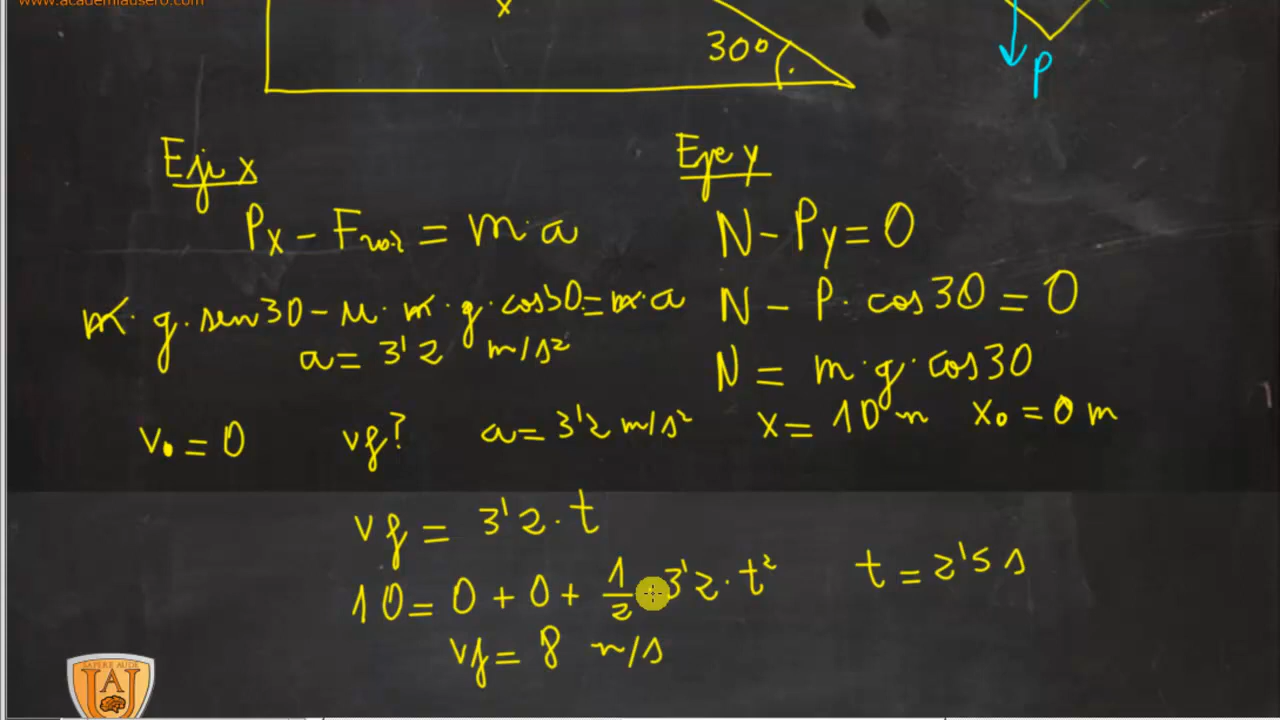 www.academiausero.com
x
30º
P
Eje x
Px - Froz = m·a
m·g·sen30 - μ·m·g·cos30 = m·a
a = 3'2 m/s²
Eje y
N - Py = 0
N - P·cos30 = 0
N = m·g·cos30
v₀ = 0 vf? a = 3'2 m/s² x = 10 m x₀ = 0 m
vf = 3'2·t
10 = 0 + 0 + 1/2 · 3'2·t² t = 2'5 s
vf = 8 m/s
SAPERE AUDE